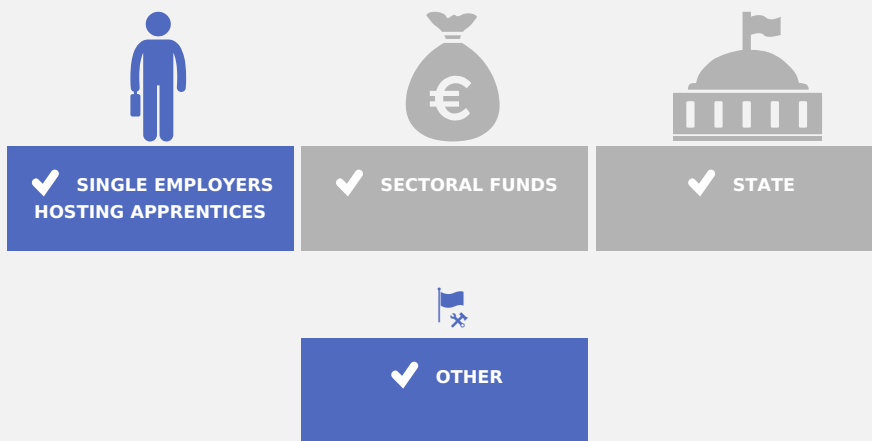 SINGLE EMPLOYERS
HOSTING APPRENTICES
SECTORAL FUNDS
STATE
€
OTHER